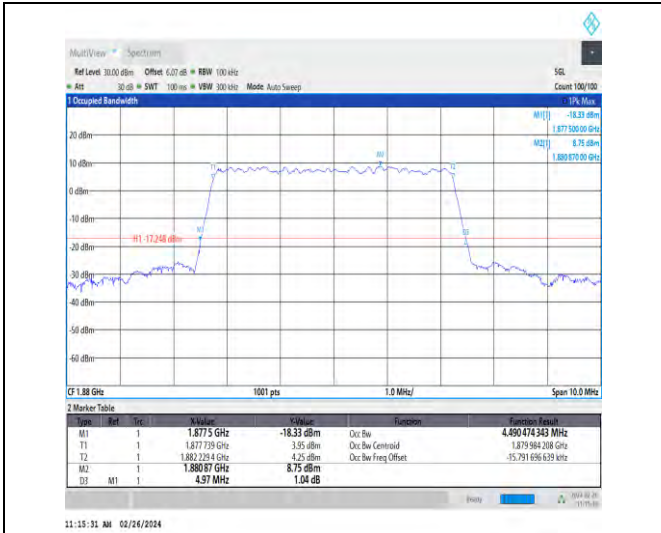 MultiView Spectrum
Ref Level 30.00 dBm Offset 6.07 dB RBW 100 kHz SGL
Att 30 dB SWT 100 ms VBW 300 kHz Mode Auto Sweep Count 100/100
1 Occupied Bandwidth 1Pk Max
M1[1] -18.33 dBm
1.877 500 00 GHz
M2[1] 8.75 dBm
1.880 870 00 GHz
20 dBm
M2
10 dBm
T1 T2
0 dBm
-10 dBm
M1 D3
H1 -17.248 dBm
-20 dBm
-30 dBm
-40 dBm
-50 dBm
-60 dBm
CF 1.88 GHz 1001 pts 1.0 MHz/ Span 10.0 MHz
2 Marker Table
Type Ref Trc X-Value Y-Value Function Function Result
M1 1 1.8775 GHz -18.33 dBm Occ Bw 4.490 474 343 MHz
T1 1 1.877 739 GHz 3.95 dBm Occ Bw Centroid 1.879 984 208 GHz
T2 1 1.882 229 4 GHz 4.25 dBm Occ Bw Freq Offset -15.791 696 639 kHz
M2 1 1.880 87 GHz 8.75 dBm
D3 M1 1 4.97 MHz 1.04 dB
11:15:31 AM 02/26/2024